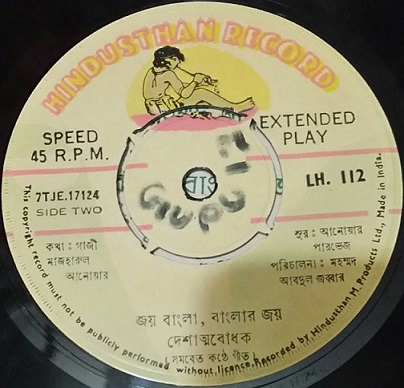 HINDUSTHAN RECORD
SPEED
45 R.P.M.
EXTENDED
PLAY
7TJE.17124
SIDE TWO
LH. 112
কথা: গাজী
মাজহারুল
আনোয়ার
সুর: আনোয়ার
পারভেজ
পরিচালনা: মহম্মদ
আবদুল জব্বার
জয় বাংলা, বাংলার জয়
দেশাত্মবোধক
(সমবেত কণ্ঠে গীত)
This copyright record must not be publicly performed without licence. Recorded by Hindusthan M. Products Ltd., Made in India.